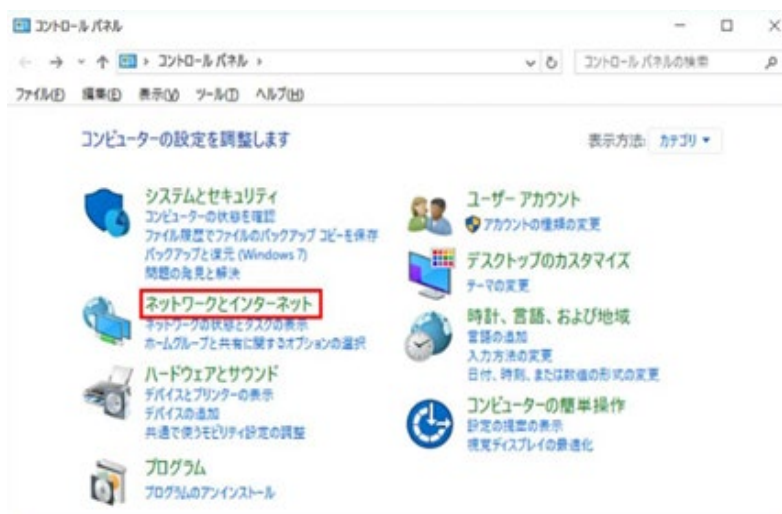 コントロール パネル
コントロール パネル
コントロール パネルの検索
ファイル(F) 編集(E) 表示(V) ツール(T) ヘルプ(H)
コンピューターの設定を調整します
表示方法: カテゴリ
システムとセキュリティ
コンピューターの状態を確認
ファイル履歴でファイルのバックアップ コピーを保存
バックアップと復元 (Windows 7)
問題の発見と解決
ネットワークとインターネット
ネットワークの状態とタスクの表示
ホームグループと共有に関するオプションの選択
ハードウェアとサウンド
デバイスとプリンターの表示
デバイスの追加
共通で使うモビリティ設定の調整
プログラム
プログラムのアンインストール
ユーザー アカウント
アカウントの種類の変更
デスクトップのカスタマイズ
テーマの変更
時計、言語、および地域
言語の追加
入力方法の変更
日付、時刻、または数値の形式の変更
コンピューターの簡単操作
設定の提案の表示
視覚ディスプレイの最適化